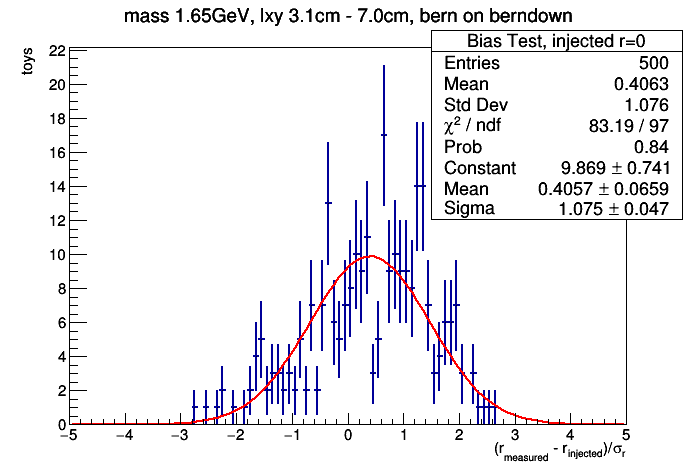 mass 1.65GeV, lxy 3.1cm - 7.0cm, bern on berndown
Bias Test, injected r=0
Entries 500
Mean 0.4063
Std Dev 1.076
χ² / ndf 83.19 / 97
Prob 0.84
Constant 9.869 ± 0.741
Mean 0.4057 ± 0.0659
Sigma 1.075 ± 0.047
toys
22
20
18
16
14
12
10
8
6
4
2
0
−5 −4 −3 −2 −1 0 1 2 3 4 5
(r_measured - r_injected)/σ_r